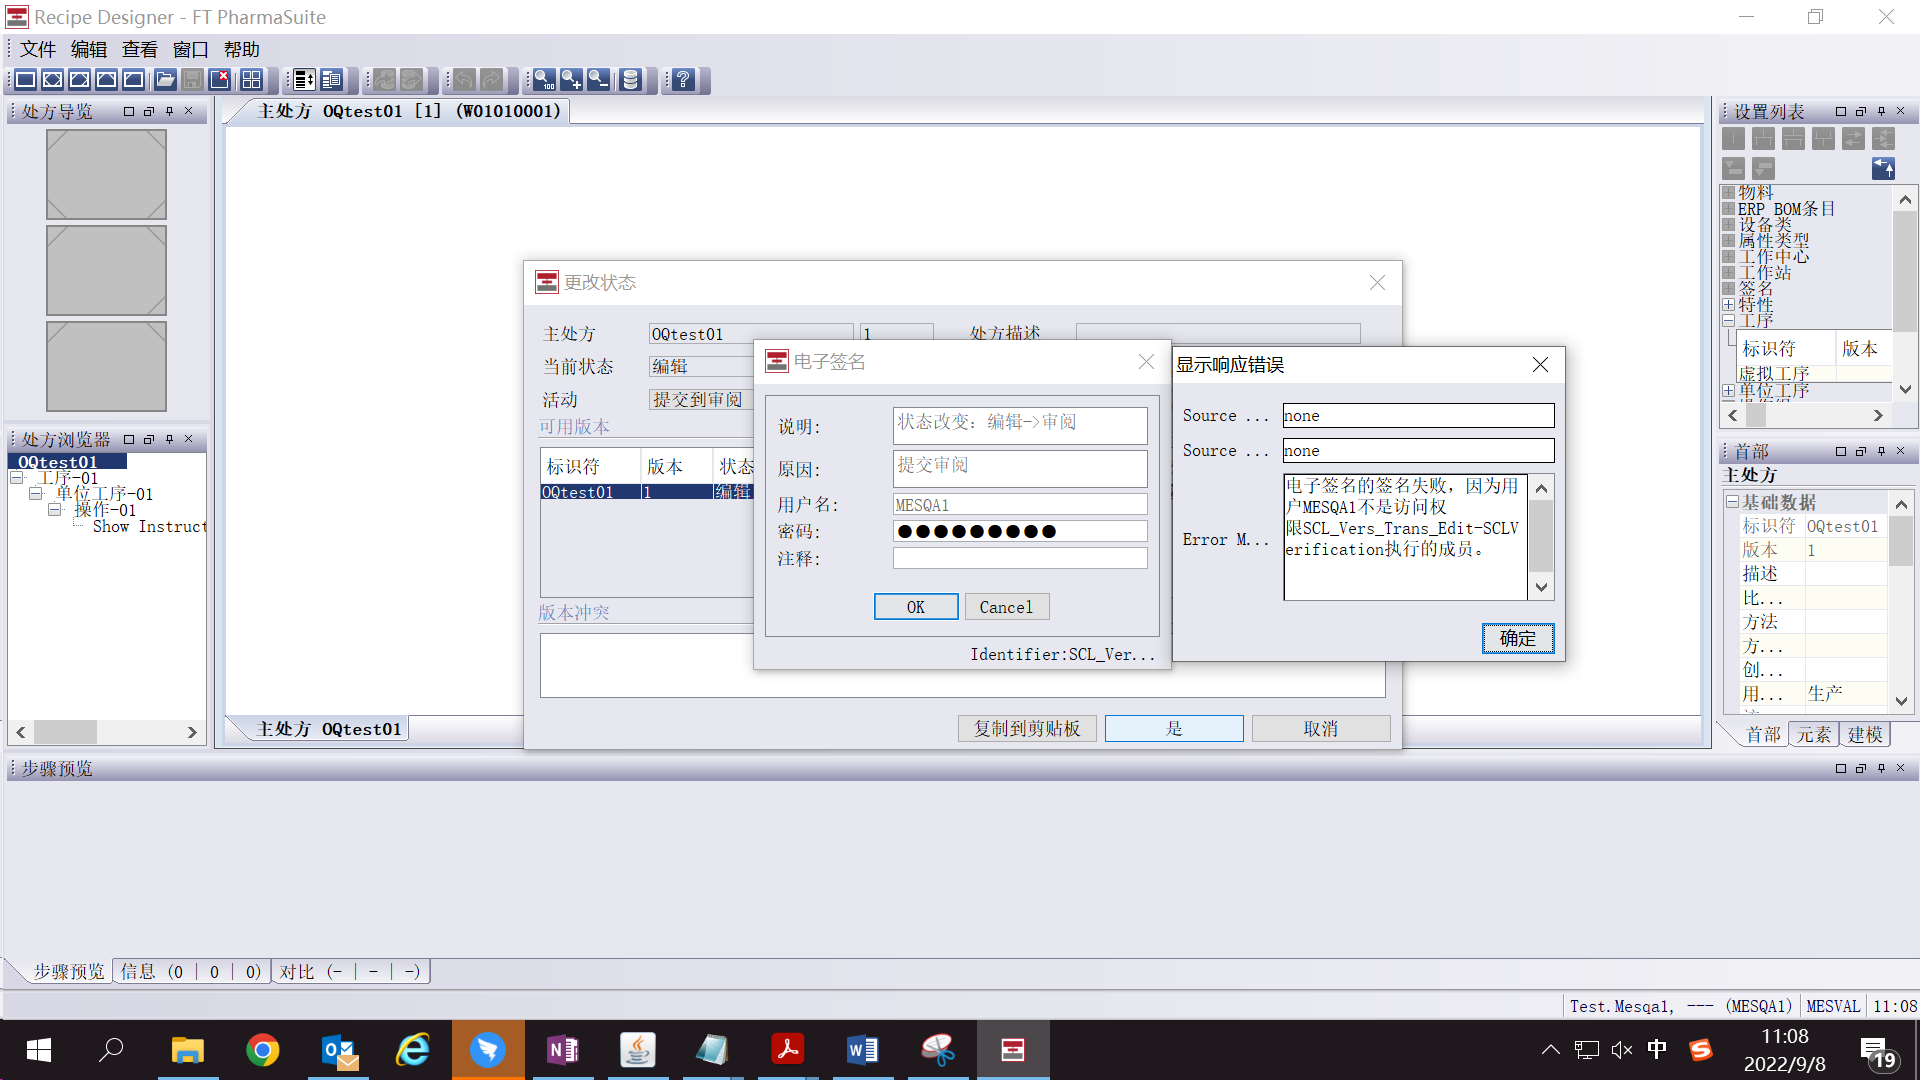 Recipe Designer - FT PharmaSuite
文件 编辑 查看 窗口 帮助
处方导览
主处方 OQtest01 [1] (W01010001)
设置列表
物料
ERP BOM条目
设备类
属性类型
工作中心
工作站
签名
特性
工序
标识符 版本
虚拟工序
单位工序
处方浏览器
OQtest01
工序-01
单位工序-01
操作-01
Show Instruct
更改状态
主处方 OQtest01 1 处方描述
当前状态 编辑
活动 提交到审阅
可用版本
标识符 版本 状态
OQtest01 1 编辑
版本冲突
复制到剪贴板 是 取消
电子签名
说明: 状态改变: 编辑->审阅
原因: 提交审阅
用户名: MESQA1
密码: ●●●●●●●●●
注释:
OK Cancel
Identifier:SCL_Ver...
显示响应错误
Source ... none
Source ... none
Error M...
电子签名的签名失败，因为用
户MESQA1不是访问权
限SCL_Vers_Trans_Edit-SCLV
erification执行的成员。
确定
首部
主处方
基础数据
标识符 OQtest01
版本 1
描述
比...
方法
方...
创...
用... 生产
首部 元素 建模
主处方 OQtest01
步骤预览
步骤预览 信息 (0 | 0 | 0) 对比 (- | - | -)
Test.Mesqa1, --- (MESQA1) MESVAL 11:08
中
11:08
2022/9/8
19